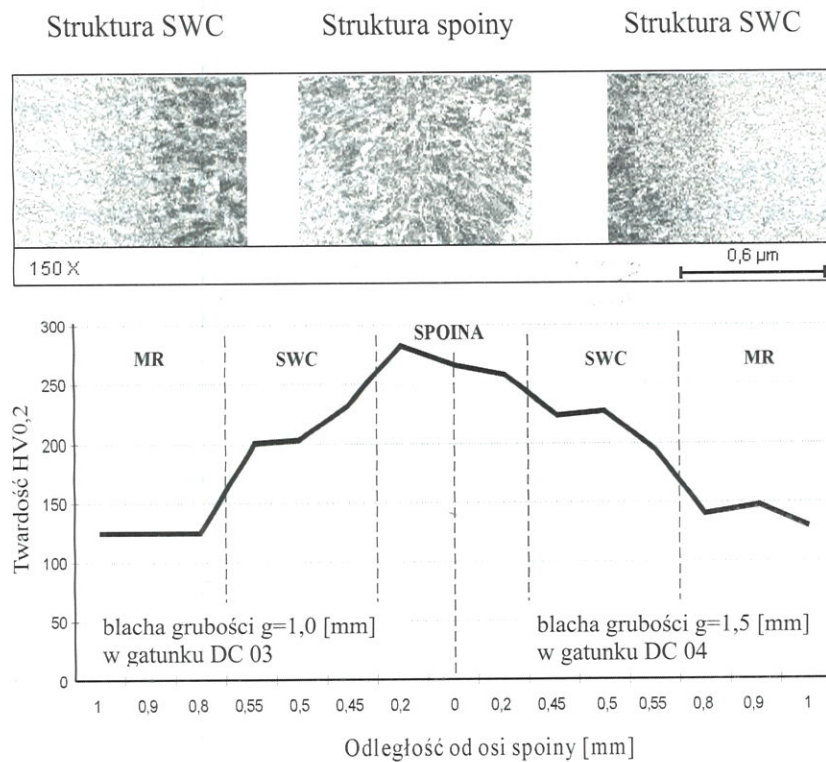 Struktura SWC Struktura spoiny Struktura SWC
150 X 0,6 µm
300
250
200
150
100
50
0
Twardość HV0,2
MR SWC SPOINA SWC MR
blacha grubości g=1,0 [mm]
w gatunku DC 03
blacha grubości g=1,5 [mm]
w gatunku DC 04
1 0,9 0,8 0,55 0,5 0,45 0,2 0 0,2 0,45 0,5 0,55 0,8 0,9 1
Odległość od osi spoiny [mm]